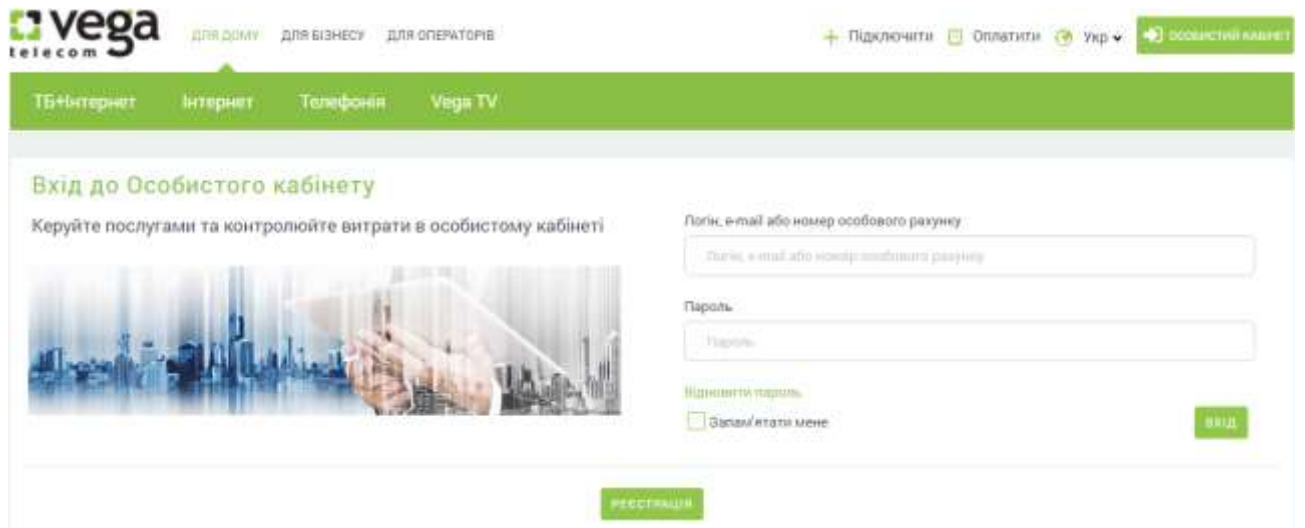 vega
telecom
ДЛЯ ДОМУ ДЛЯ БІЗНЕСУ ДЛЯ ОПЕРАТОРІВ
Підключити Оплатити Укр ОСОБИСТИЙ КАБІНЕТ
ТБ+Інтернет Інтернет Телефонія Vega TV
Вхід до Особистого кабінету
Керуйте послугами та контролюйте витрати в особистому кабінеті
Логін, e-mail або номер особового рахунку
Логін, e-mail або номер особового рахунку
Пароль
Пароль
Відновити пароль
Запам'ятати мене
ВХІД
РЕЄСТРАЦІЯ